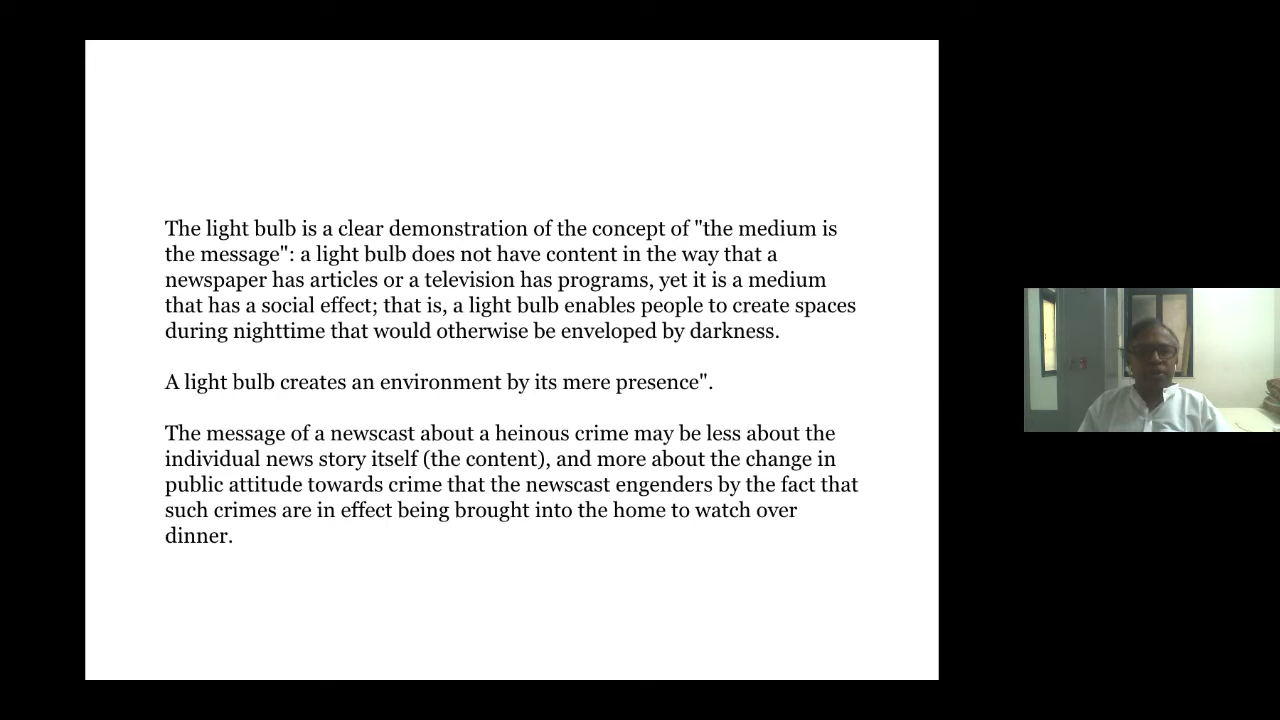 The light bulb is a clear demonstration of the concept of "the medium is
the message": a light bulb does not have content in the way that a
newspaper has articles or a television has programs, yet it is a medium
that has a social effect; that is, a light bulb enables people to create spaces
during nighttime that would otherwise be enveloped by darkness.
A light bulb creates an environment by its mere presence".
The message of a newscast about a heinous crime may be less about the
individual news story itself (the content), and more about the change in
public attitude towards crime that the newscast engenders by the fact that
such crimes are in effect being brought into the home to watch over
dinner.